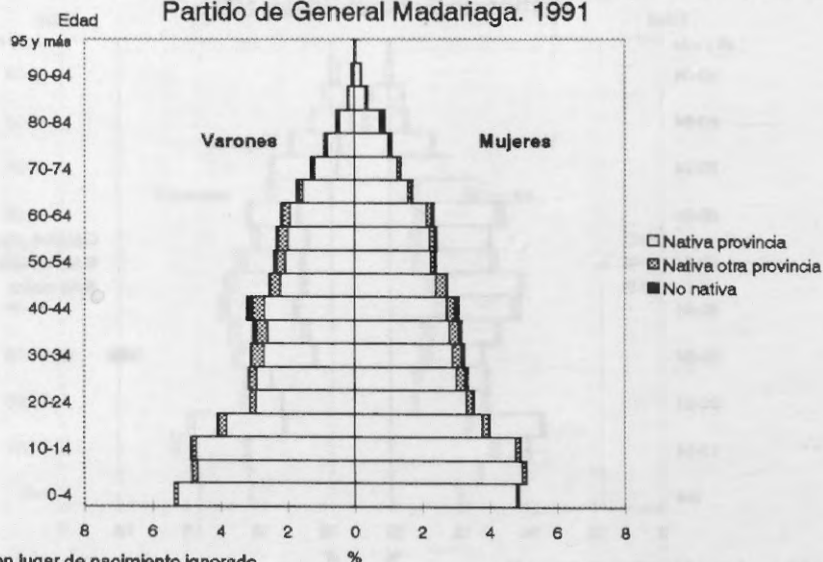 Partido de General Madariaga. 1991
Edad
95 y más
90-94
80-84
70-74
60-64
50-54
40-44
30-34
20-24
10-14
0-4
Varones
Mujeres
Nativa provincia
Nativa otra provincia
No nativa
8 6 4 2 0 2 4 6 8
%
lugar de nacimiento ignorado